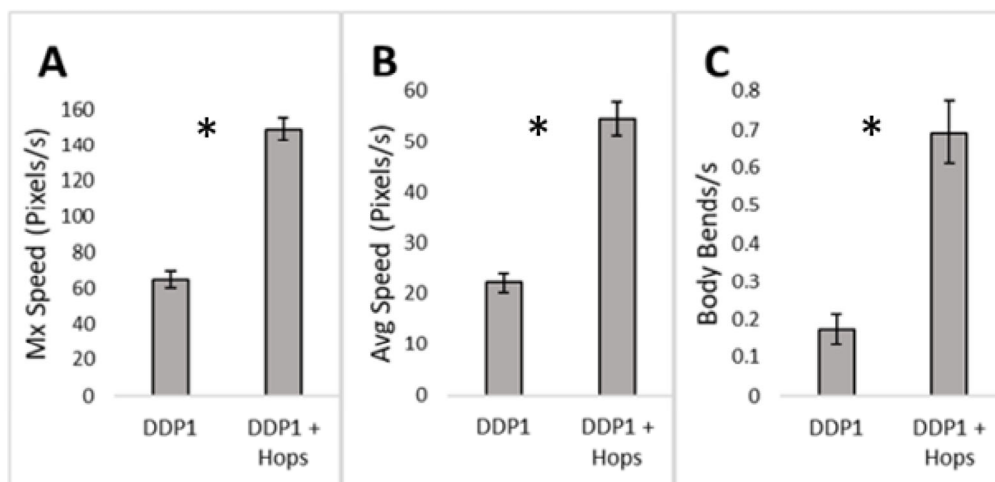 A
Mx Speed (Pixels/s)
160
140
120
100
80
60
40
20
0
*
DDP1
DDP1 +
Hops
B
Avg Speed (Pixels/s)
60
50
40
30
20
10
0
*
DDP1
DDP1 +
Hops
C
Body Bends/s
0.8
0.7
0.6
0.5
0.4
0.3
0.2
0.1
0
*
DDP1
DDP1 +
Hops